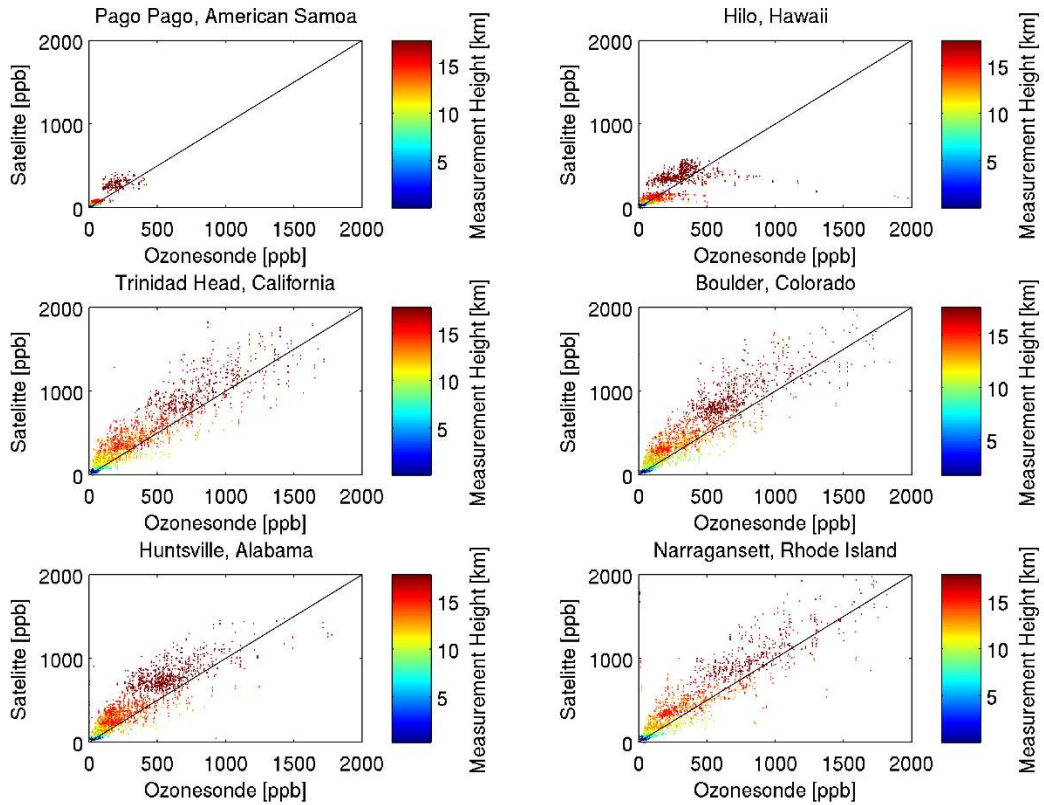 Pago Pago, American Samoa
2000
1000
0
Satelitte [ppb]
0 500 1000 1500 2000
Ozonesonde [ppb]
15
10
5
Measurement Height [km]
Hilo, Hawaii
2000
1000
0
Satelitte [ppb]
0 500 1000 1500 2000
Ozonesonde [ppb]
15
10
5
Measurement Height [km]
Trinidad Head, California
2000
1000
0
Satelitte [ppb]
0 500 1000 1500 2000
Ozonesonde [ppb]
15
10
5
Measurement Height [km]
Boulder, Colorado
2000
1000
0
Satelitte [ppb]
0 500 1000 1500 2000
Ozonesonde [ppb]
15
10
5
Measurement Height [km]
Huntsville, Alabama
2000
1000
0
Satelitte [ppb]
0 500 1000 1500 2000
Ozonesonde [ppb]
15
10
5
Measurement Height [km]
Narragansett, Rhode Island
2000
1000
0
Satelitte [ppb]
0 500 1000 1500 2000
Ozonesonde [ppb]
15
10
5
Measurement Height [km]